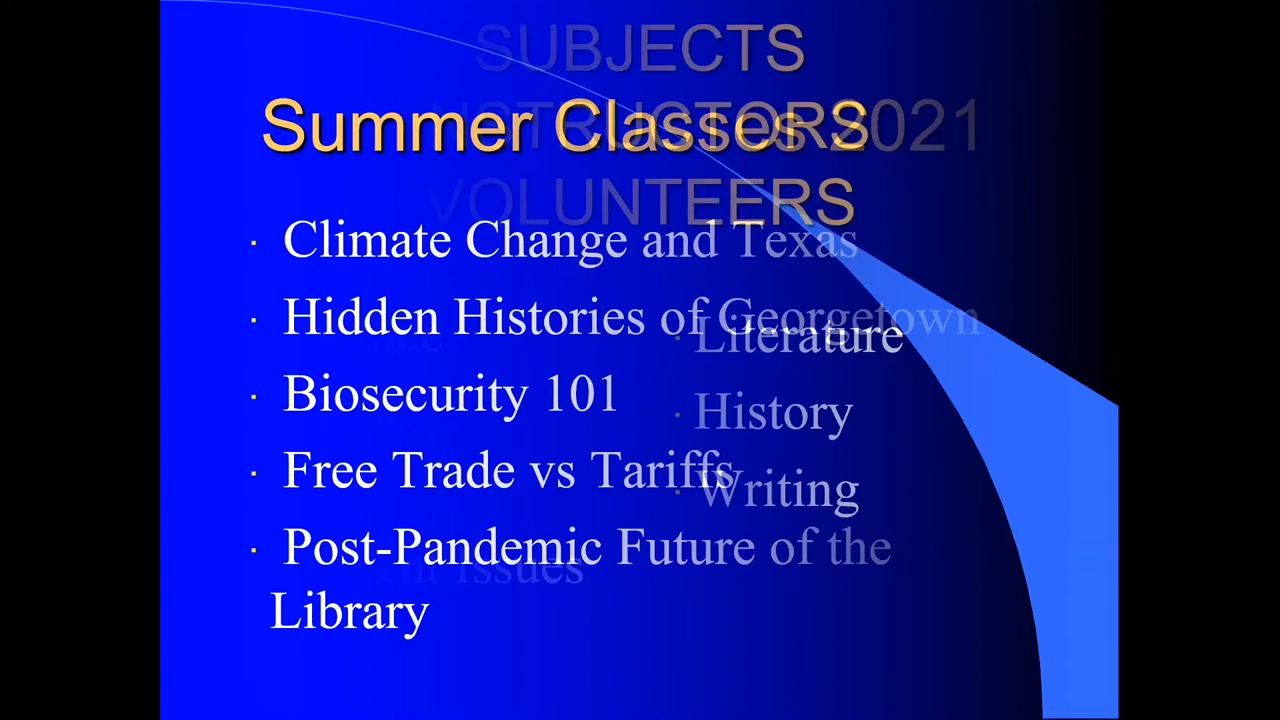 SUBJECTS
Summer Classes 2021
INSTRUCTORS
VOLUNTEERS
· Climate Change and Texas
· Hidden Histories of Georgetown
· Literature
· Biosecurity 101
· History
· Free Trade vs Tariffs
· Writing
· Post-Pandemic Future of the
Issues
Library